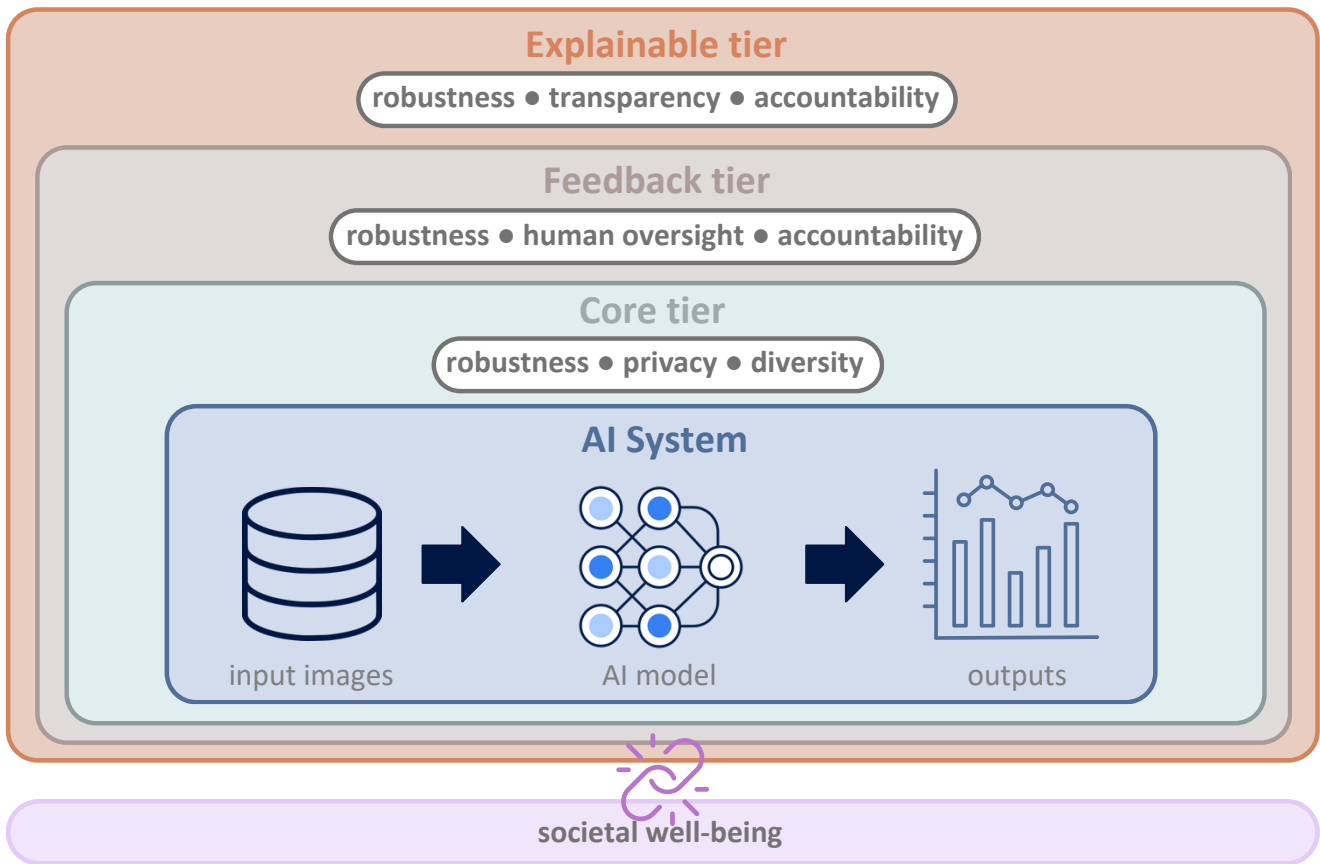 Explainable tier
robustness ● transparency ● accountability
Feedback tier
robustness ● human oversight ● accountability
Core tier
robustness ● privacy ● diversity
AI System
input images
AI model
outputs
societal well-being